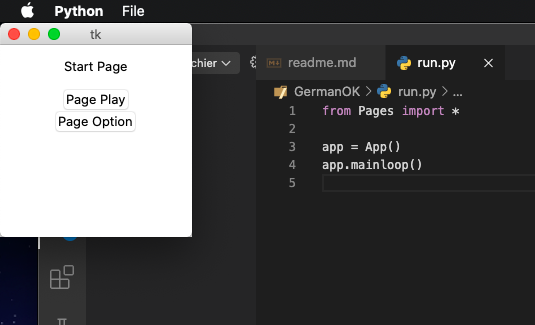 Python File
tk
Start Page
Page Play
Page Option
chier
readme.md
run.py
GermanOK > run.py > ...
1 from Pages import *
2
3 app = App()
4 app.mainloop()
5